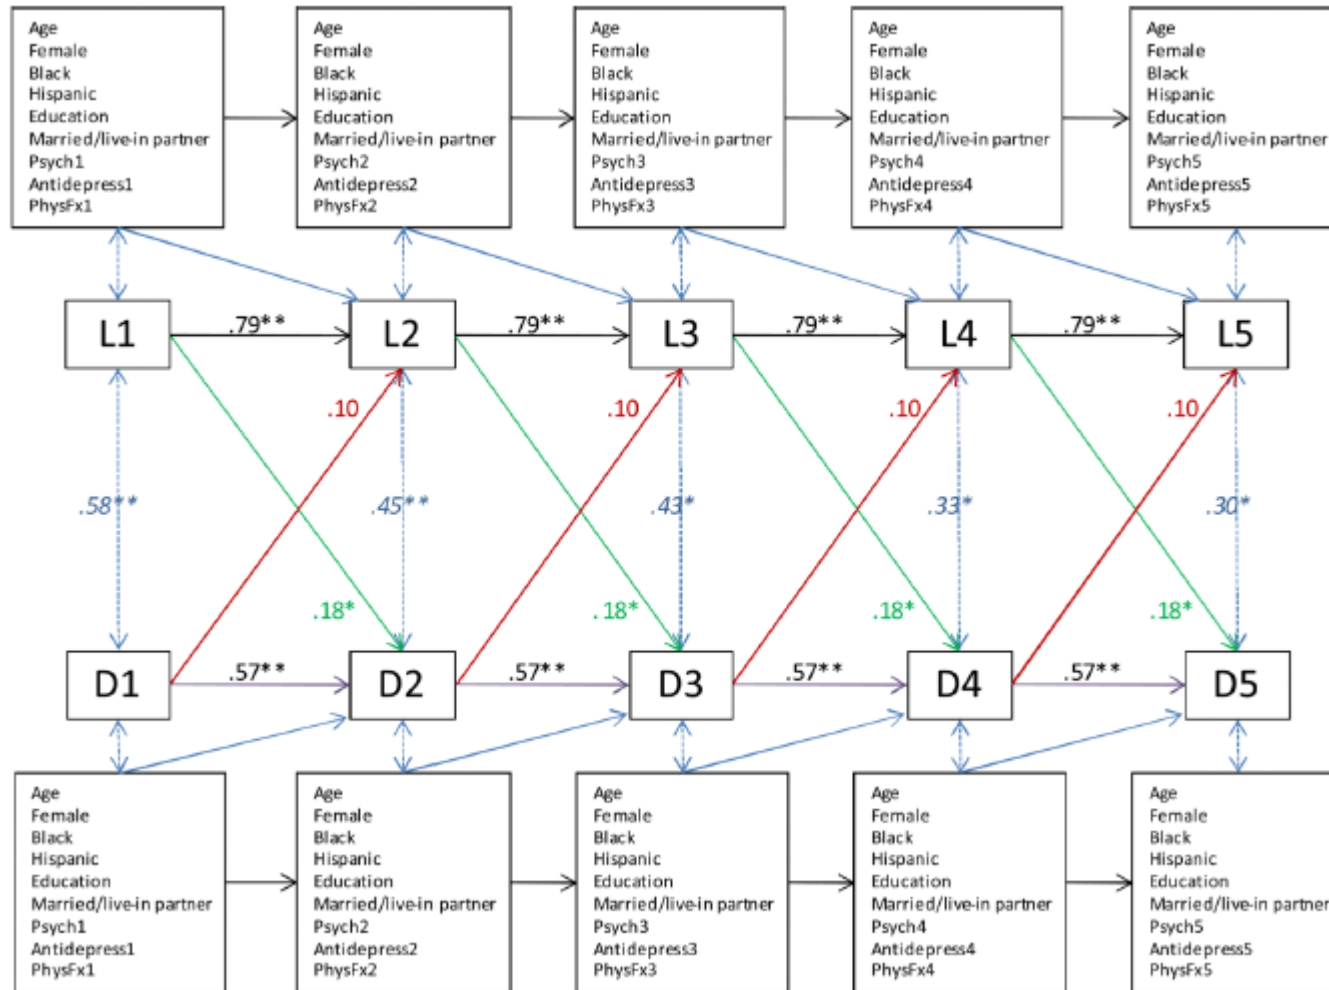 Age
Female
Black
Hispanic
Education
Married/live-in partner
Psych1
Antidepress1
PhysFx1
Age
Female
Black
Hispanic
Education
Married/live-in partner
Psych2
Antidepress2
PhysFx2
Age
Female
Black
Hispanic
Education
Married/live-in partner
Psych3
Antidepress3
PhysFx3
Age
Female
Black
Hispanic
Education
Married/live-in partner
Psych4
Antidepress4
PhysFx4
Age
Female
Black
Hispanic
Education
Married/live-in partner
Psych5
Antidepress5
PhysFx5
L1 .79** L2 .79** L3 .79** L4 .79** L5
.10 .10 .10 .10
.58** .45** .43* .33* .30*
.18* .18* .18* .18*
D1 .57** D2 .57** D3 .57** D4 .57** D5
Age
Female
Black
Hispanic
Education
Married/live-in partner
Psych1
Antidepress1
PhysFx1
Age
Female
Black
Hispanic
Education
Married/live-in partner
Psych2
Antidepress2
PhysFx2
Age
Female
Black
Hispanic
Education
Married/live-in partner
Psych3
Antidepress3
PhysFx3
Age
Female
Black
Hispanic
Education
Married/live-in partner
Psych4
Antidepress4
PhysFx4
Age
Female
Black
Hispanic
Education
Married/live-in partner
Psych5
Antidepress5
PhysFx5